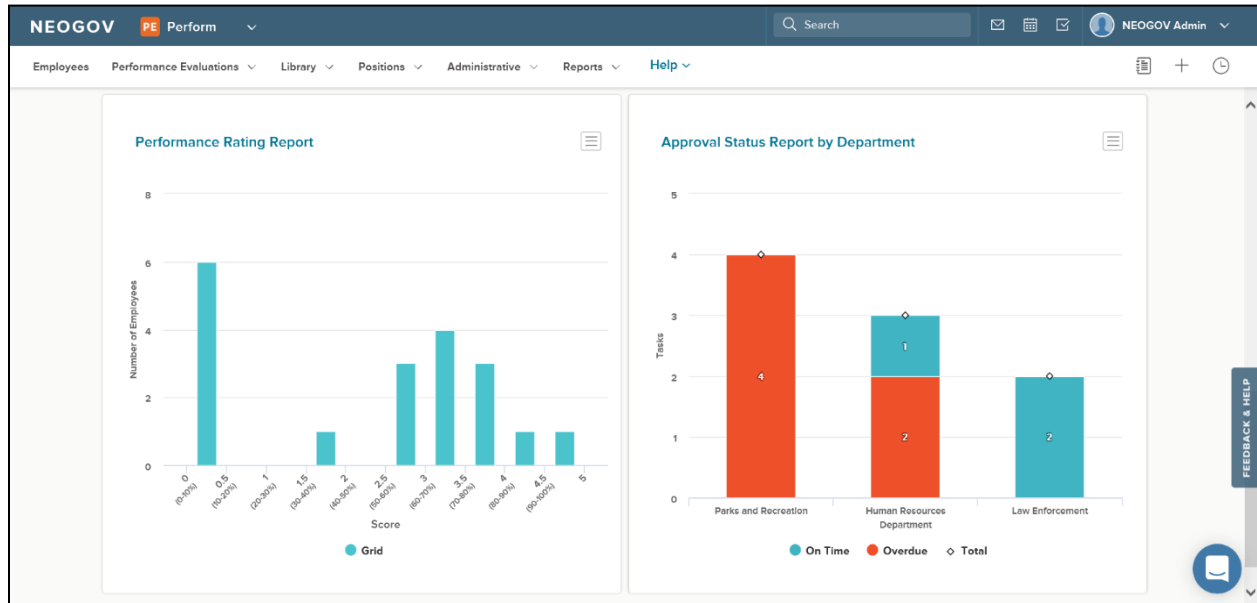 NEOGOV PE Perform Search NEOGOV Admin
Employees Performance Evaluations Library Positions Administrative Reports Help
Performance Rating Report
8
6
4
2
0
Number of Employees
0 0.5 1 1.5 2 2.5 3 3.5 4 4.5 5
(0-10%) (10-20%) (20-30%) (30-40%) (40-50%) (50-60%) (60-70%) (70-80%) (80-90%) (90-100%)
Score
Grid
Approval Status Report by Department
5
4
3
2
1
0
Tasks
4
1
2
2
Parks and Recreation Human Resources Law Enforcement
Department
On Time Overdue Total
FEEDBACK & HELP